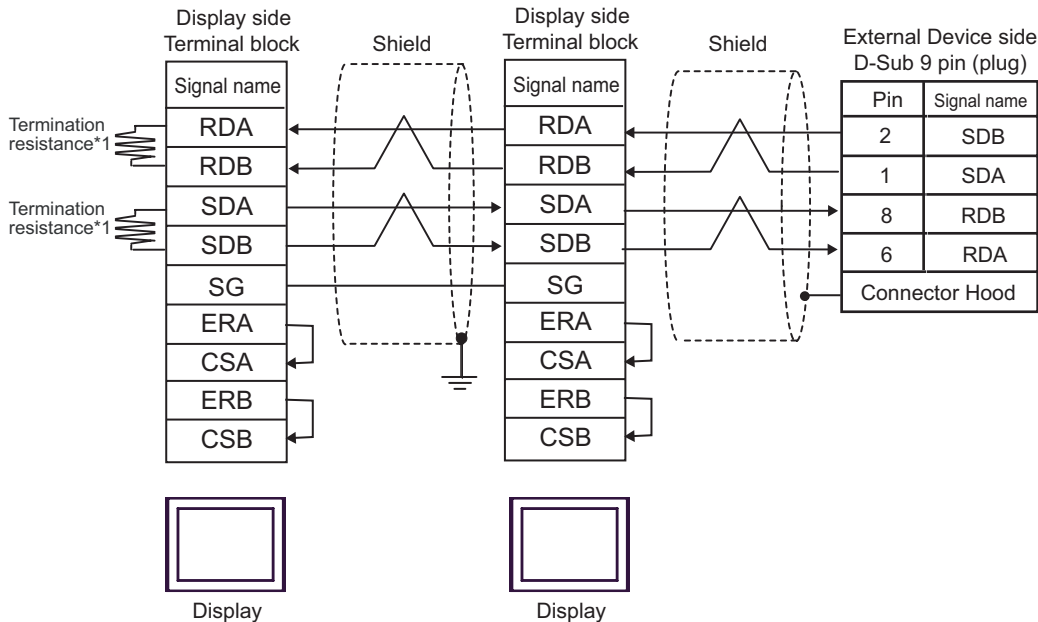 Display side
Terminal block
Shield
Display side
Terminal block
Shield
External Device side
D-Sub 9 pin (plug)
Termination
resistance*1
Termination
resistance*1
Signal name
RDA
RDB
SDA
SDB
SG
ERA
CSA
ERB
CSB
Signal name
RDA
RDB
SDA
SDB
SG
ERA
CSA
ERB
CSB
Pin Signal name
2 SDB
1 SDA
8 RDB
6 RDA
Connector Hood
Display
Display